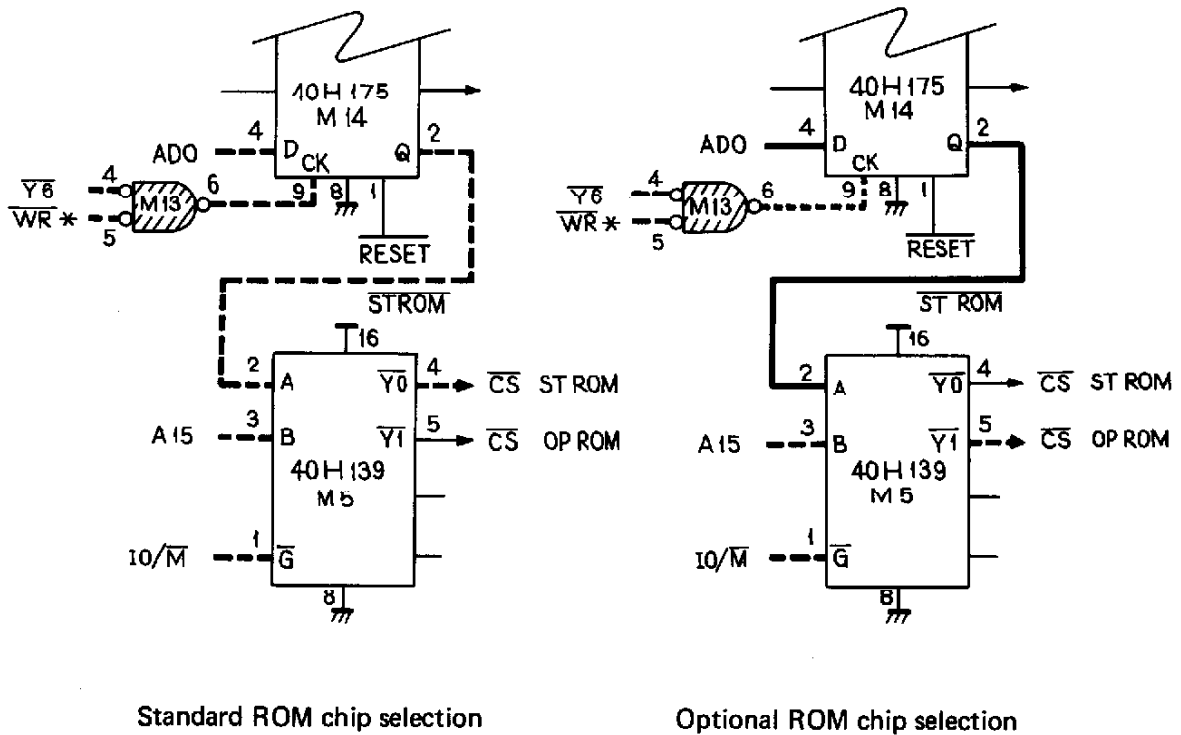 40H175
M14
4
AD0
D
CK
Q
2
Y6
4
M13
6
WR *
5
9
8
1
RESET
STROM
16
2
A
Y0
4
CS ST ROM
A15
3
B
Y1
5
CS OP ROM
40H139
M5
IO/M
1
G
8
Standard ROM chip selection
40H175
M14
4
AD0
D
CK
Q
2
Y6
4
M13
6
WR *
5
9
8
1
RESET
ST ROM
16
2
A
Y0
4
CS ST ROM
A15
3
B
Y1
5
CS OP ROM
40H139
M5
IO/M
1
G
8
Optional ROM chip selection